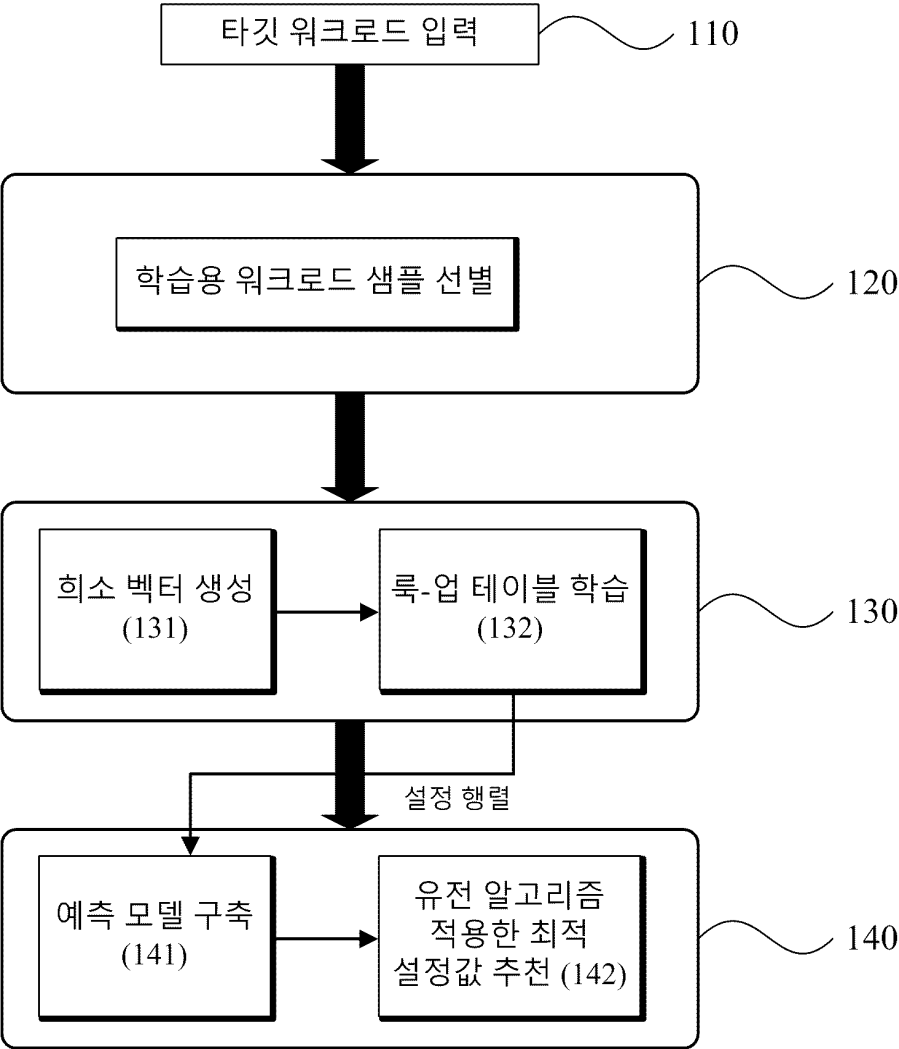 타깃 워크로드 입력
110
학습용 워크로드 샘플 선별
120
희소 벡터 생성
(131)
룩-업 테이블 학습
(132)
130
설정 행렬
예측 모델 구축
(141)
유전 알고리즘
적용한 최적
설정값 추천 (142)
140